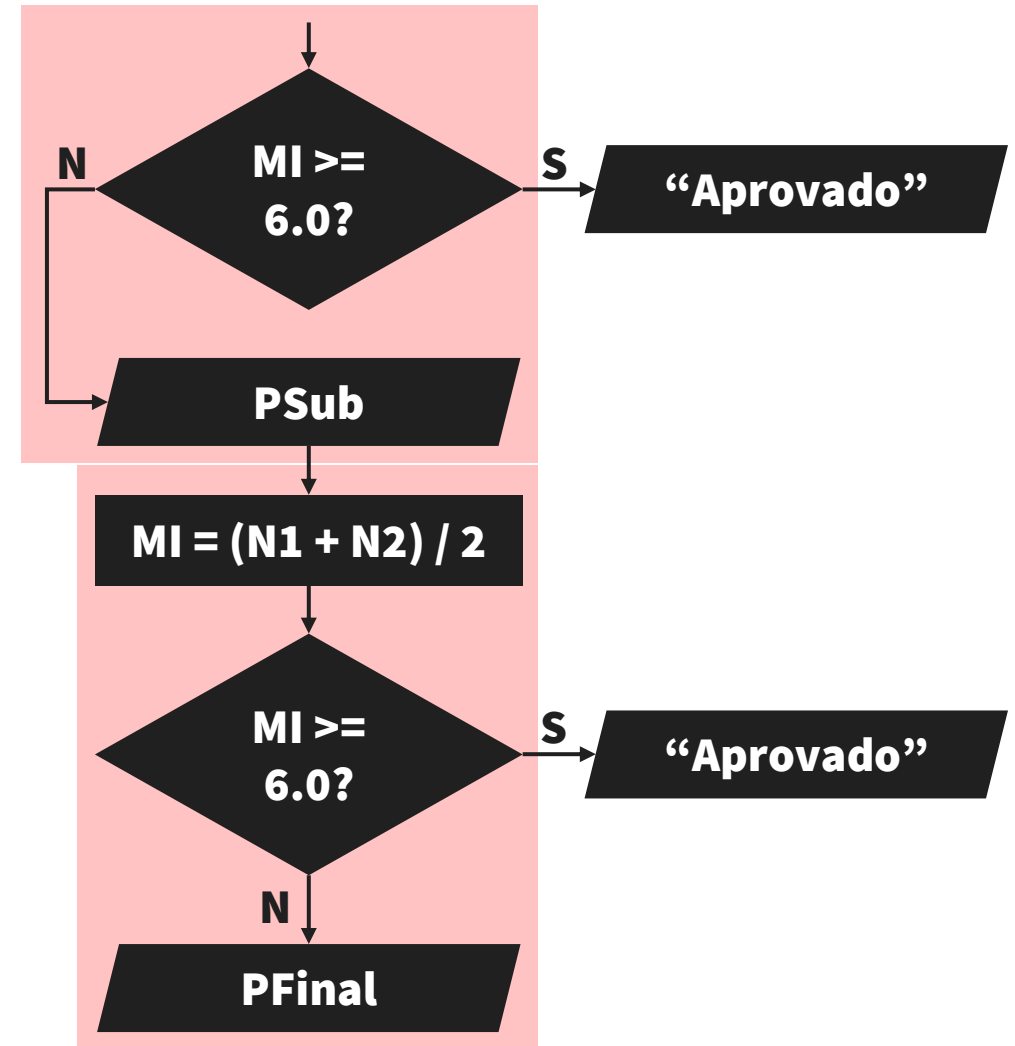 N
MI >=
6.0?
S
“Aprovado”
PSub
MI = (N1 + N2) / 2
MI >=
6.0?
S
“Aprovado”
N
PFinal